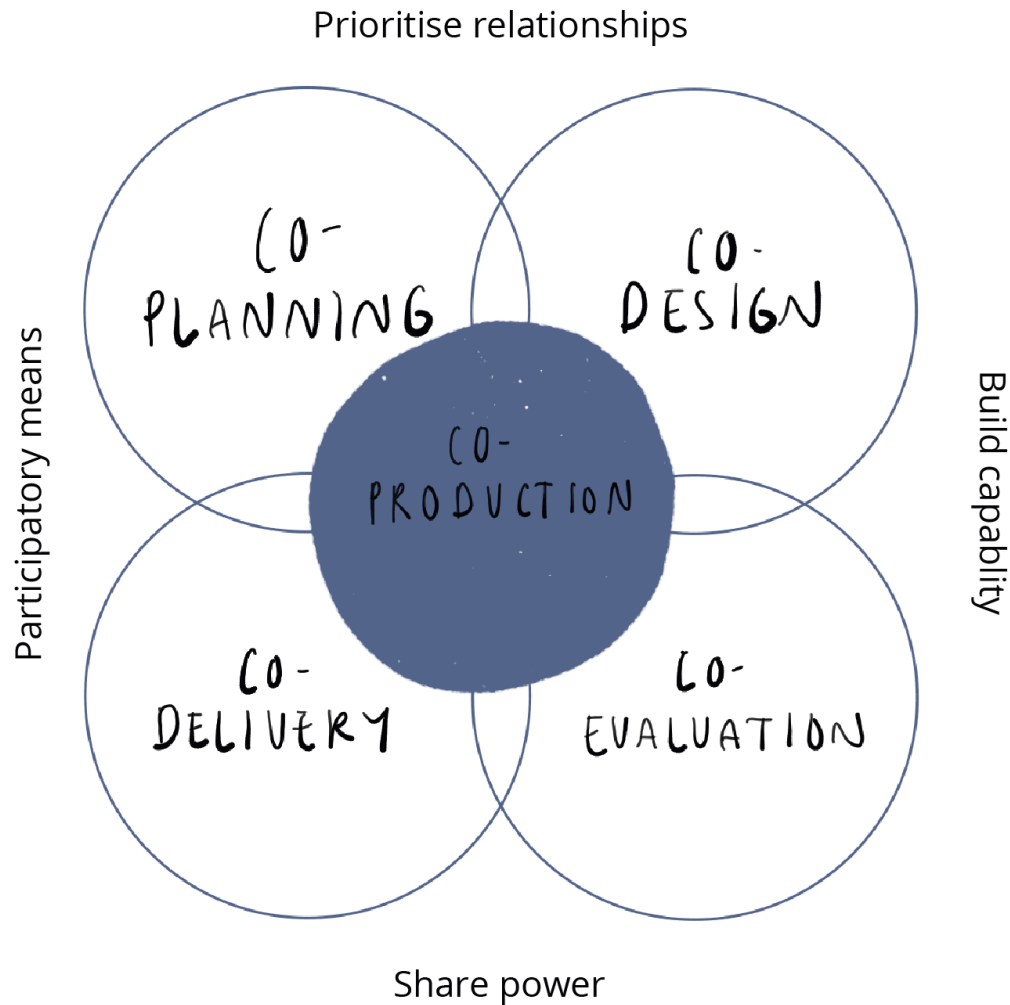 Prioritise relationships
CO-
PLANNING
CO-
DESIGN
Participatory means
CO-
PRODUCTION
Build capablity
CO-
DELIVERY
CO-
EVALUATION
Share power